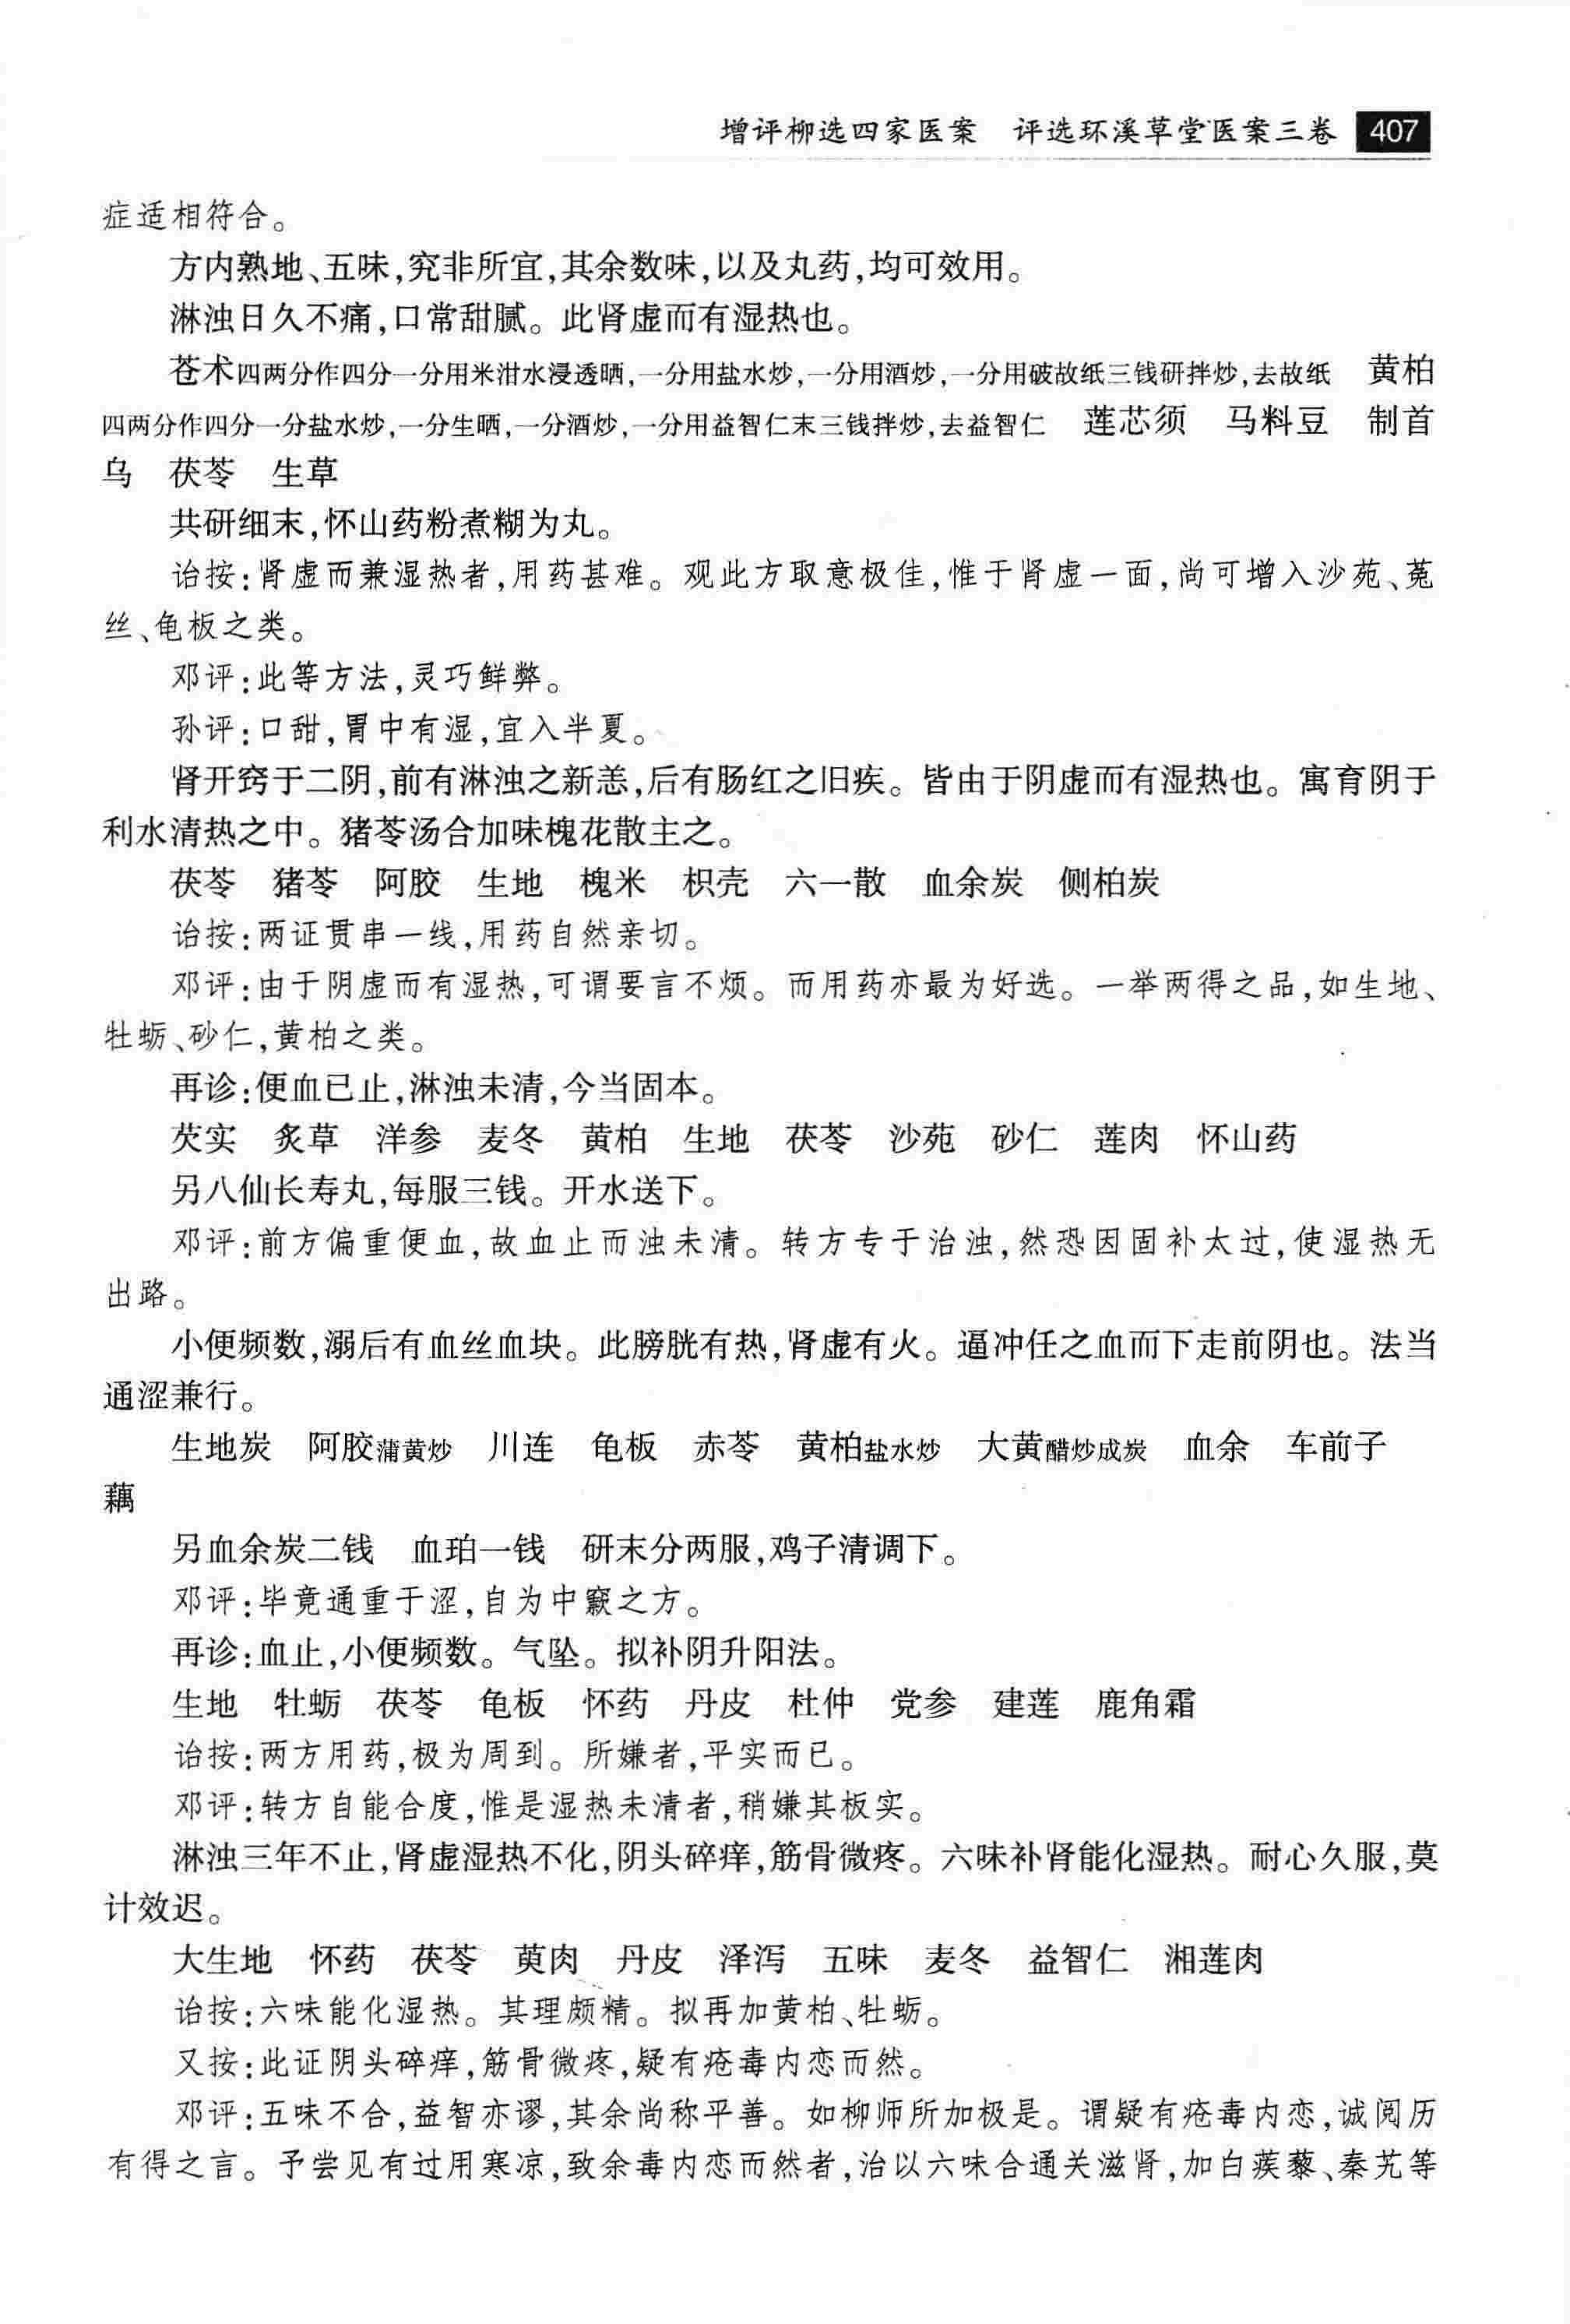 增评柳选四家医案　评选环溪草堂医案三卷　407
症适相符合。
方内熟地、五味,究非所宜,其余数味,以及丸药,均可效用。
淋浊日久不痛,口常甜腻。此肾虚而有湿热也。
苍术四两分作四分一分用米泔水浸透晒,一分用盐水炒,一分用酒炒,一分用破故纸三钱研拌炒,去故纸　黄柏
四两分作四分一分盐水炒,一分生晒,一分酒炒,一分用益智仁末三钱拌炒,去益智仁　莲芯须　马料豆　制首
乌　茯苓　生草
共研细末,怀山药粉煮糊为丸。
诒按:肾虚而兼湿热者,用药甚难。观此方取意极佳,惟于肾虚一面,尚可增入沙苑、菟
丝、龟板之类。
邓评:此等方法,灵巧鲜弊。
孙评:口甜,胃中有湿,宜入半夏。
肾开窍于二阴,前有淋浊之新恙,后有肠红之旧疾。皆由于阴虚而有湿热也。寓育阴于
利水清热之中。猪苓汤合加味槐花散主之。
茯苓　猪苓　阿胶　生地　槐米　枳壳　六一散　血余炭　侧柏炭
诒按:两证贯串一线,用药自然亲切。
邓评:由于阴虚而有湿热,可谓要言不烦。而用药亦最为好选。一举两得之品,如生地、
牡蛎、砂仁,黄柏之类。
再诊:便血已止,淋浊未清,今当固本。
芡实　炙草　洋参　麦冬　黄柏　生地　茯苓　沙苑　砂仁　莲肉　怀山药
另八仙长寿丸,每服三钱。开水送下。
邓评:前方偏重便血,故血止而浊未清。转方专于治浊,然恐因固补太过,使湿热无
出路。
小便频数,溺后有血丝血块。此膀胱有热,肾虚有火。逼冲任之血而下走前阴也。法当
通涩兼行。
生地炭　阿胶蒲黄炒　川连　龟板　赤苓　黄柏盐水炒　大黄醋炒成炭　血余　车前子
藕
另血余炭二钱　血珀一钱　研末分两服,鸡子清调下。
邓评:毕竟通重于涩,自为中窾之方。
再诊:血止,小便频数。气坠。拟补阴升阳法。
生地　牡蛎　茯苓　龟板　怀药　丹皮　杜仲　党参　建莲　鹿角霜
诒按:两方用药,极为周到。所嫌者,平实而已。
邓评:转方自能合度,惟是湿热未清者,稍嫌其板实。
淋浊三年不止,肾虚湿热不化,阴头碎痒,筋骨微疼。六味补肾能化湿热。耐心久服,莫
计效迟。
大生地　怀药　茯苓　萸肉　丹皮　泽泻　五味　麦冬　益智仁　湘莲肉
诒按:六味能化湿热。其理颇精。拟再加黄柏、牡蛎。
又按:此证阴头碎痒,筋骨微疼,疑有疮毒内恋而然。
邓评:五味不合,益智亦谬,其余尚称平善。如柳师所加极是。谓疑有疮毒内恋,诚阅历
有得之言。予尝见有过用寒凉,致余毒内恋而然者,治以六味合通关滋肾,加白蒺藜、秦艽等